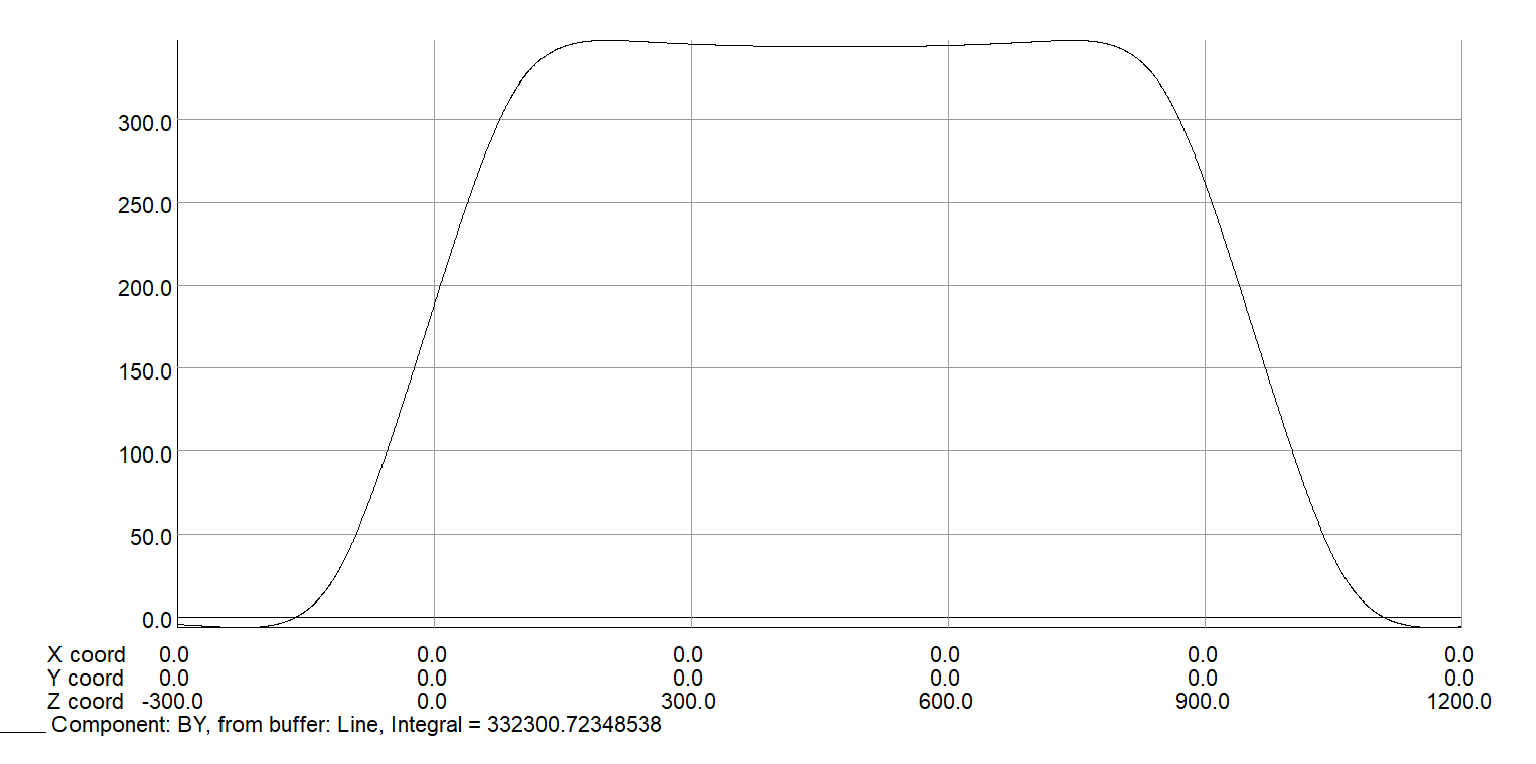 300.0
250.0
200.0
150.0
100.0
50.0
0.0
X coord 0.0 0.0 0.0 0.0 0.0 0.0
Y coord 0.0 0.0 0.0 0.0 0.0 0.0
Z coord -300.0 0.0 300.0 600.0 900.0 1200.0
Component: BY, from buffer: Line, Integral = 332300.72348538